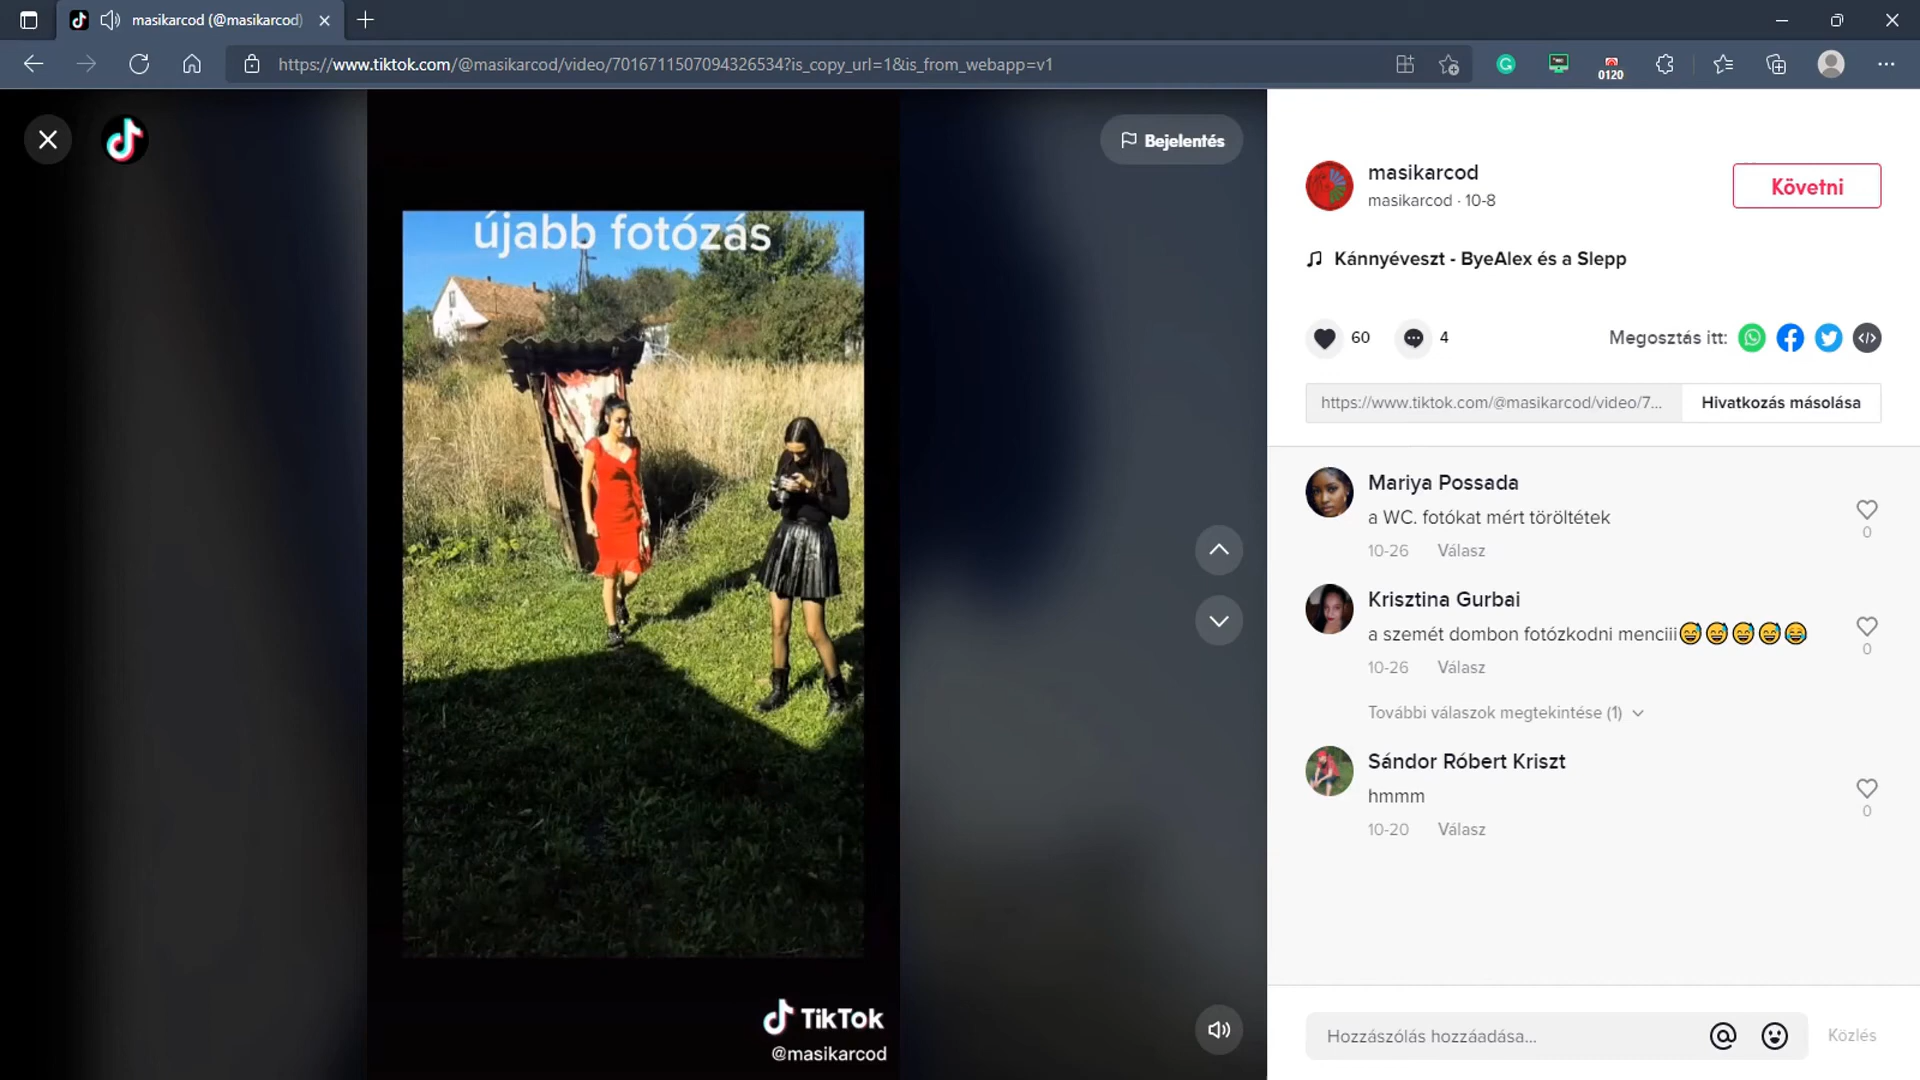 masikarcod (@masikarcod)
https://www.tiktok.com/@masikarcod/video/7016711507094326534?is_copy_url=1&is_from_webapp=v1
0120
Bejelentés
újabb fotózás
TikTok
@masikarcod
masikarcod
masikarcod · 10-8
Követni
Kánnyéveszt - ByeAlex és a Slepp
60
4
Megosztás itt:
https://www.tiktok.com/@masikarcod/video/7...
Hivatkozás másolása
Mariya Possada
a WC. fotókat mért töröltétek
0
10-26 Válasz
Krisztina Gurbai
a szemét dombon fotózkodni menciii😅😅😅😅😂
0
10-26 Válasz
További válaszok megtekintése (1)
Sándor Róbert Kriszt
hmmm
0
10-20 Válasz
Hozzászólás hozzáadása...
Közlés